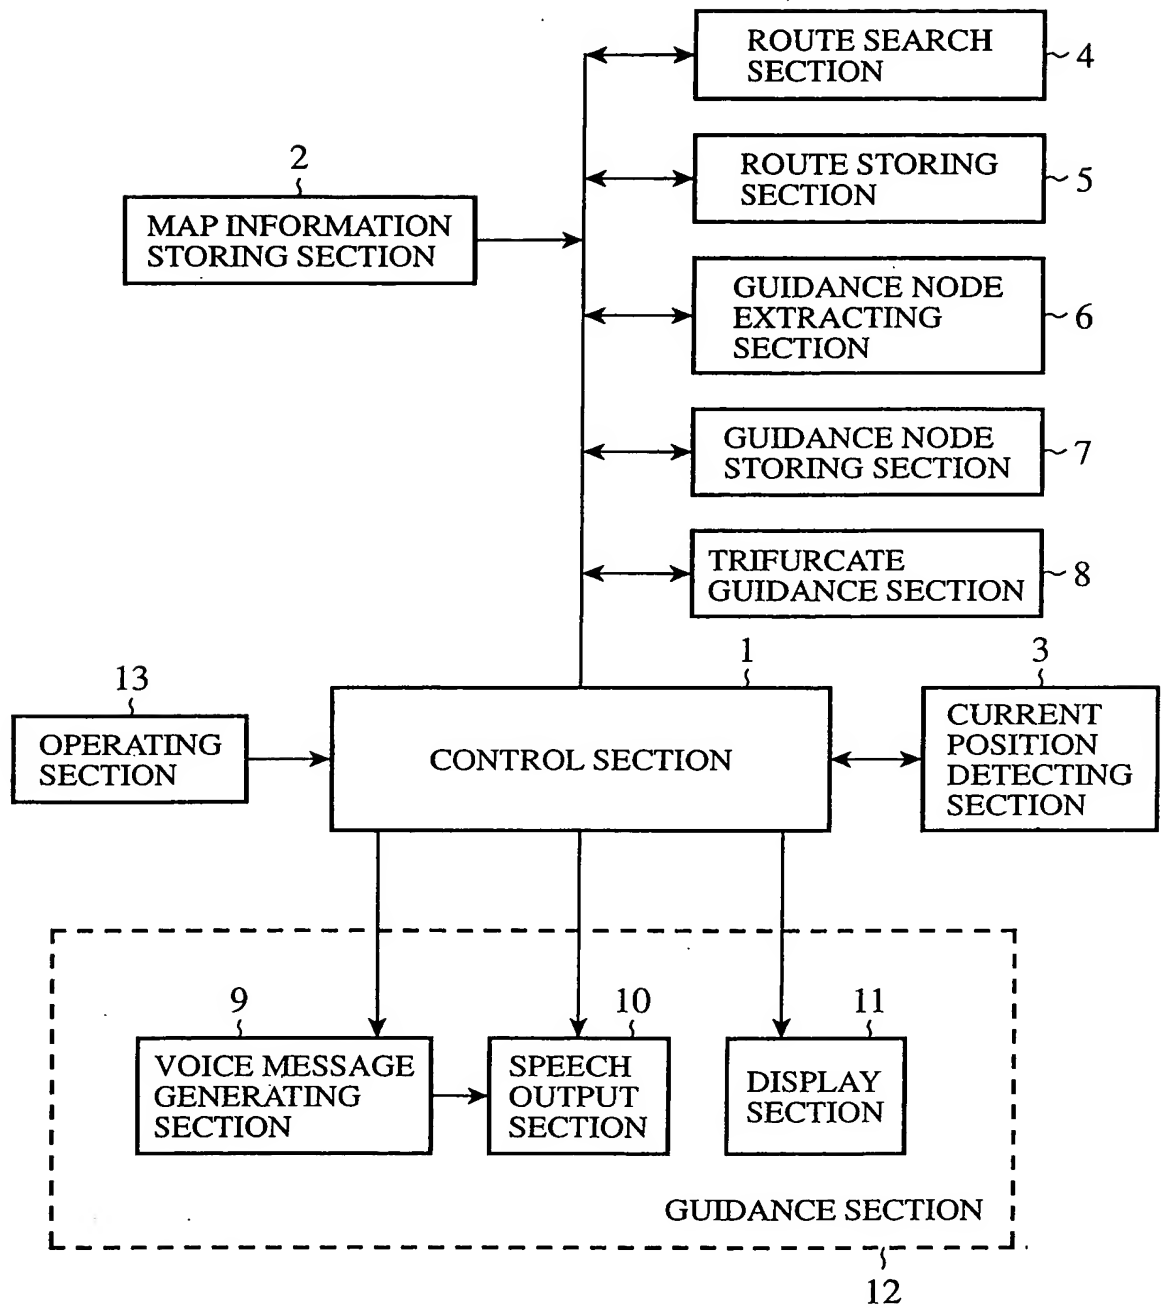 ROUTE SEARCH
SECTION
4
ROUTE STORING
SECTION
5
2
MAP INFORMATION
STORING SECTION
GUIDANCE NODE
EXTRACTING
SECTION
6
GUIDANCE NODE
STORING SECTION
7
TRIFURCATE
GUIDANCE SECTION
8
13
OPERATING
SECTION
1
CONTROL SECTION
3
CURRENT
POSITION
DETECTING
SECTION
9
VOICE MESSAGE
GENERATING
SECTION
10
SPEECH
OUTPUT
SECTION
11
DISPLAY
SECTION
GUIDANCE SECTION
12